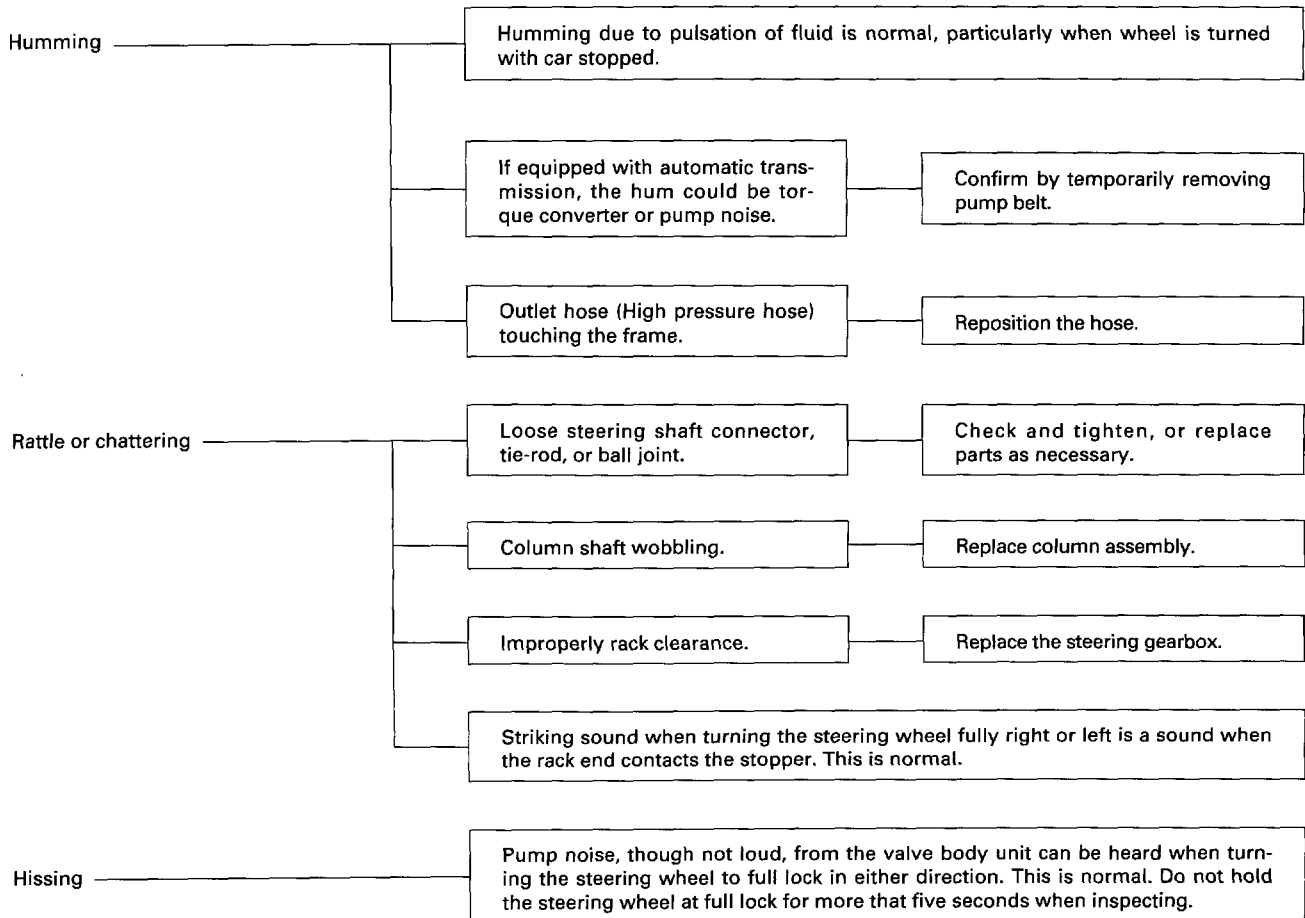 Humming
Humming due to pulsation of fluid is normal, particularly when wheel is turned
with car stopped.
If equipped with automatic trans-
mission, the hum could be tor-
que converter or pump noise.
Confirm by temporarily removing
pump belt.
Outlet hose (High pressure hose)
touching the frame.
Reposition the hose.
Rattle or chattering
Loose steering shaft connector,
tie-rod, or ball joint.
Check and tighten, or replace
parts as necessary.
Column shaft wobbling.
Replace column assembly.
Improperly rack clearance.
Replace the steering gearbox.
Striking sound when turning the steering wheel fully right or left is a sound when
the rack end contacts the stopper. This is normal.
Hissing
Pump noise, though not loud, from the valve body unit can be heard when turn-
ing the steering wheel to full lock in either direction. This is normal. Do not hold
the steering wheel at full lock for more that five seconds when inspecting.